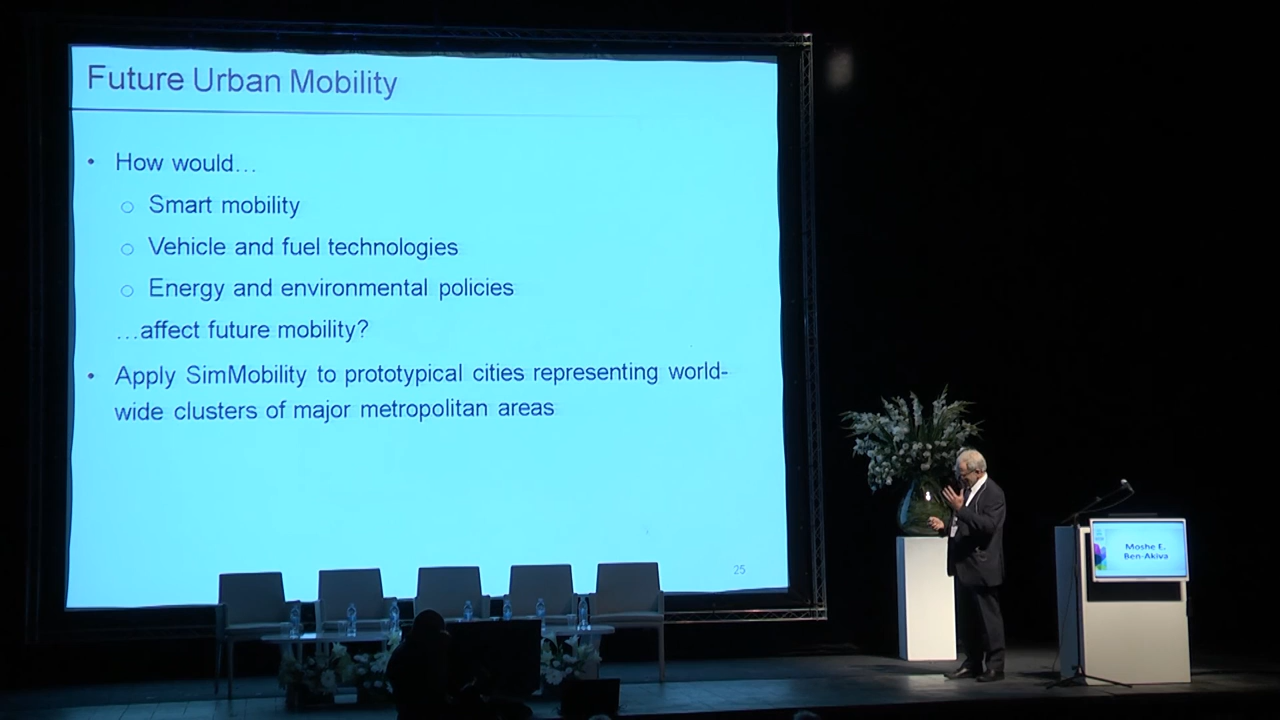 Future Urban Mobility
• How would…
○ Smart mobility
○ Vehicle and fuel technologies
○ Energy and environmental policies
…affect future mobility?
• Apply SimMobility to prototypical cities representing world-
wide clusters of major metropolitan areas
25
Moshe E.
Ben-Akiva